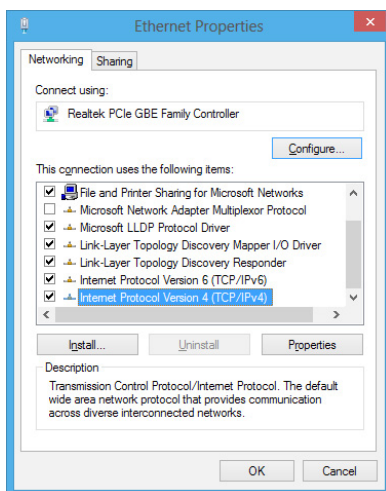 Ethernet Properties
Networking
Sharing
Connect using:
Realtek PCIe GBE Family Controller
Configure...
This connection uses the following items:
File and Printer Sharing for Microsoft Networks
Microsoft Network Adapter Multiplexor Protocol
Microsoft LLDP Protocol Driver
Link-Layer Topology Discovery Mapper I/O Driver
Link-Layer Topology Discovery Responder
Internet Protocol Version 6 (TCP/IPv6)
Internet Protocol Version 4 (TCP/IPv4)
Install...
Uninstall
Properties
Description
Transmission Control Protocol/Internet Protocol. The default
wide area network protocol that provides communication
across diverse interconnected networks.
OK
Cancel